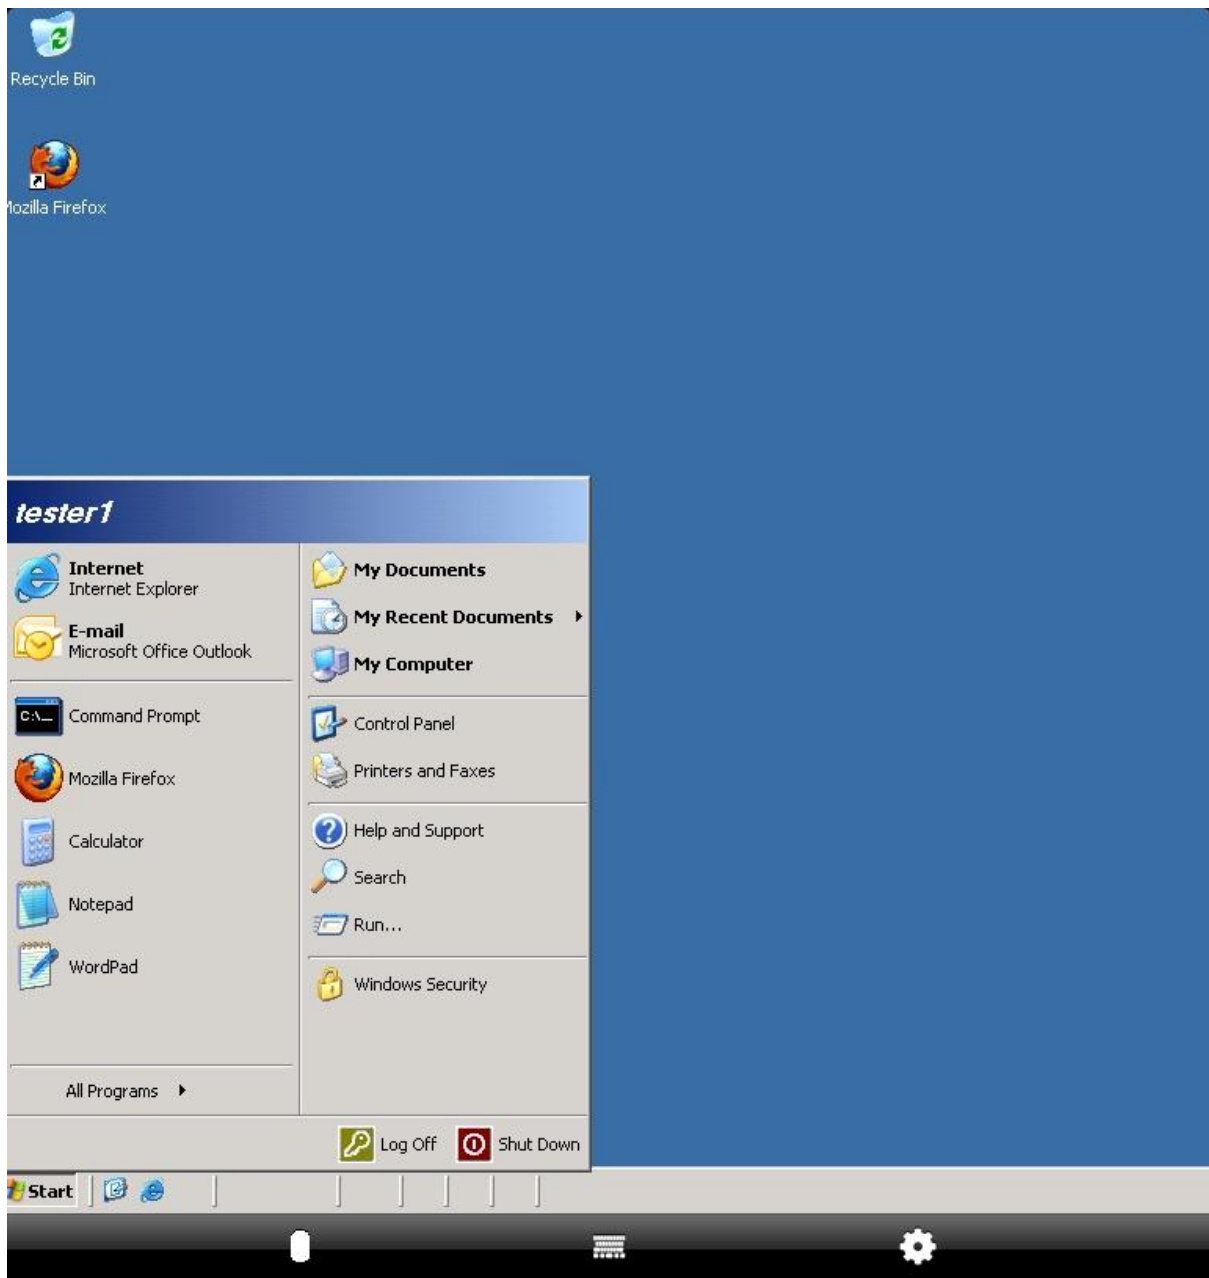 Recycle Bin
Mozilla Firefox
tester1
Internet
Internet Explorer
E-mail
Microsoft Office Outlook
Command Prompt
Mozilla Firefox
Calculator
Notepad
WordPad
All Programs
My Documents
My Recent Documents
My Computer
Control Panel
Printers and Faxes
Help and Support
Search
Run...
Windows Security
Log Off
Shut Down
Start